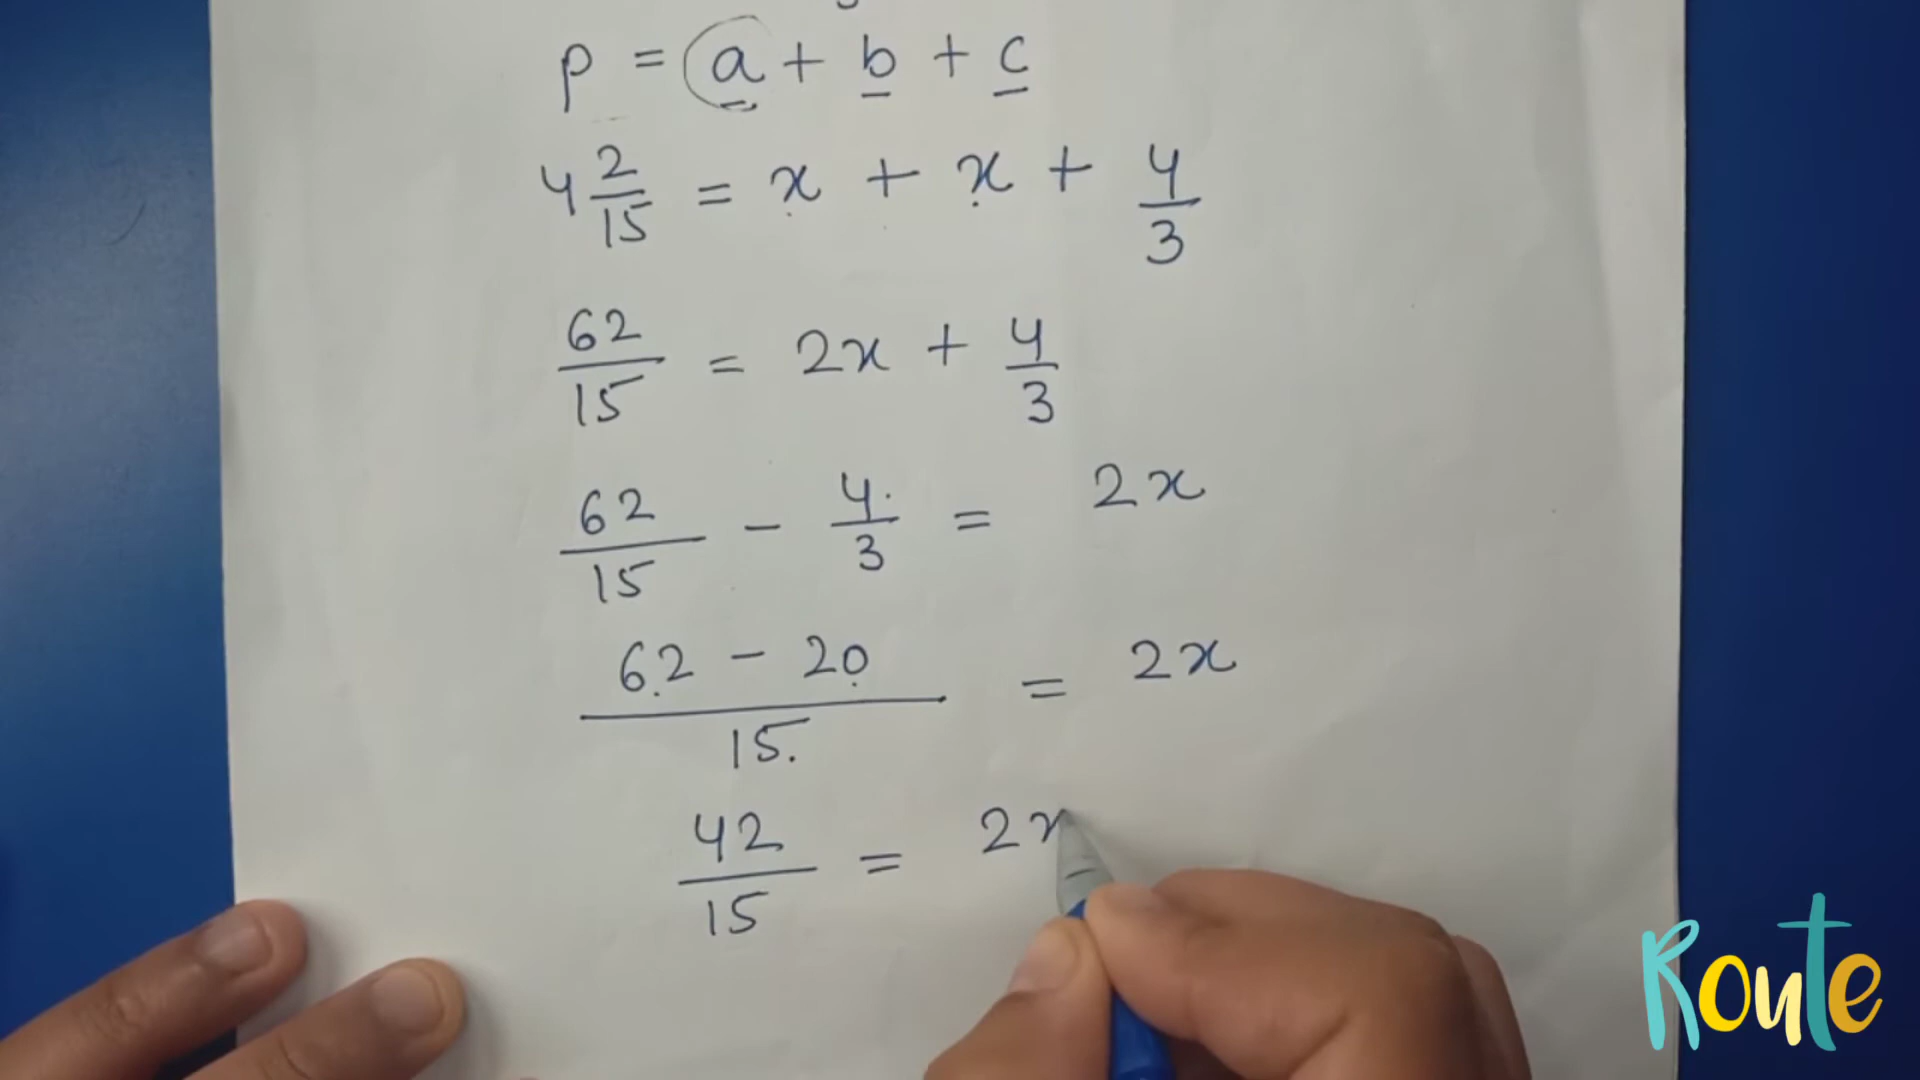 p = a + b + c
4 2/15 = x + x + 4/3
62/15 = 2x + 4/3
62/15 - 4/3 = 2x
62 - 20 / 15 = 2x
42/15 = 2x
Route